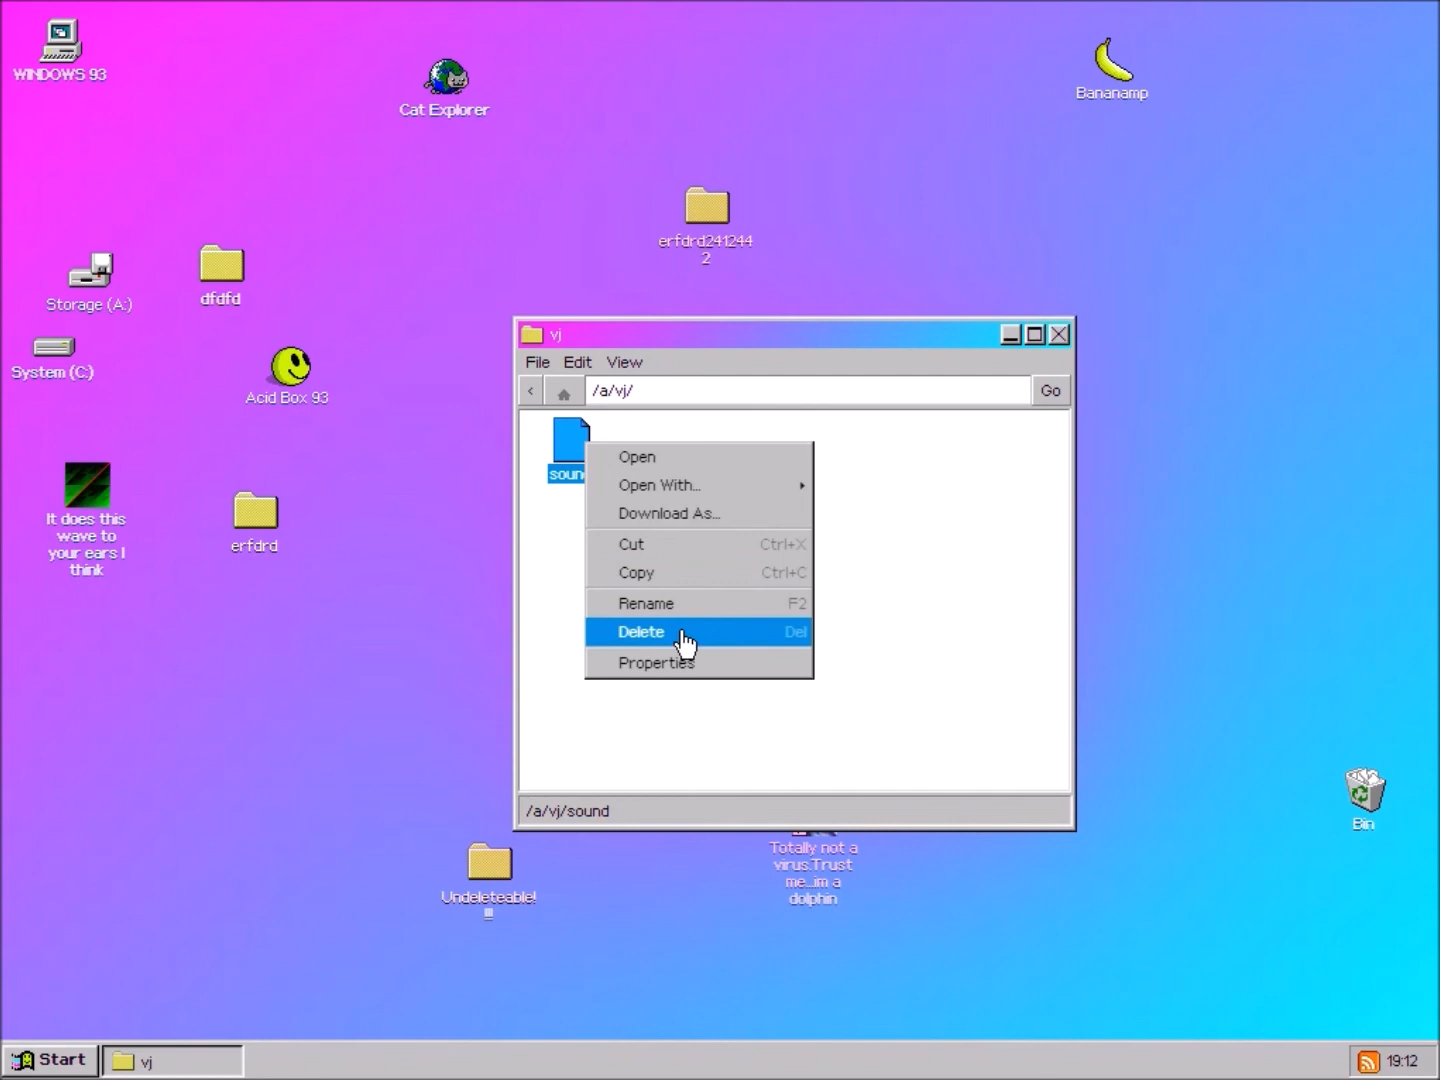 WINDOWS 93
Cat Explorer
Bananamp
erfdrd241244
2
Storage (A:)
dfdfd
System (C:)
Acid Box 93
It does this
wave to
your ears I
think
erfdrd
vj
File Edit View
< /a/vj/ Go
Open
Open With...
Download As...
Cut Ctrl+X
Copy Ctrl+C
Rename F2
Delete Del
Properties
/a/vj/sound
Totally not a
virus.Trust
me...im a
dolphin
Undeleteable!
!!!
Bin
Start vj 19:12